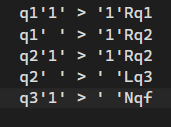 q1'1' > '1'Rq1
q1' ' > '1'Rq2
q2'1' > '1'Rq2
q2' ' > ' 'Lq3
q3'1' > ' 'Nqf